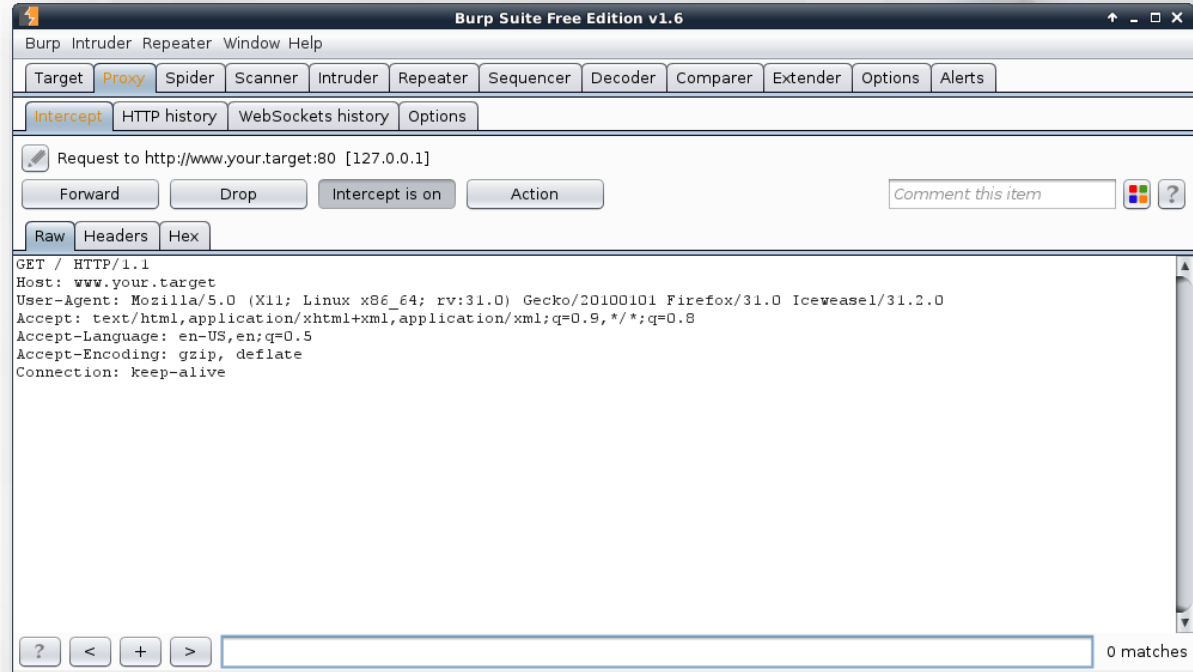 Burp Suite Free Edition v1.6
Burp Intruder Repeater Window Help
Target Proxy Spider Scanner Intruder Repeater Sequencer Decoder Comparer Extender Options Alerts
Intercept HTTP history WebSockets history Options
Request to http://www.your.target:80 [127.0.0.1]
Forward Drop Intercept is on Action Comment this item ?
Raw Headers Hex
GET / HTTP/1.1
Host: www.your.target
User-Agent: Mozilla/5.0 (X11; Linux x86_64; rv:31.0) Gecko/20100101 Firefox/31.0 Iceweasel/31.2.0
Accept: text/html,application/xhtml+xml,application/xml;q=0.9,*/*;q=0.8
Accept-Language: en-US,en;q=0.5
Accept-Encoding: gzip, deflate
Connection: keep-alive
? < + > 0 matches